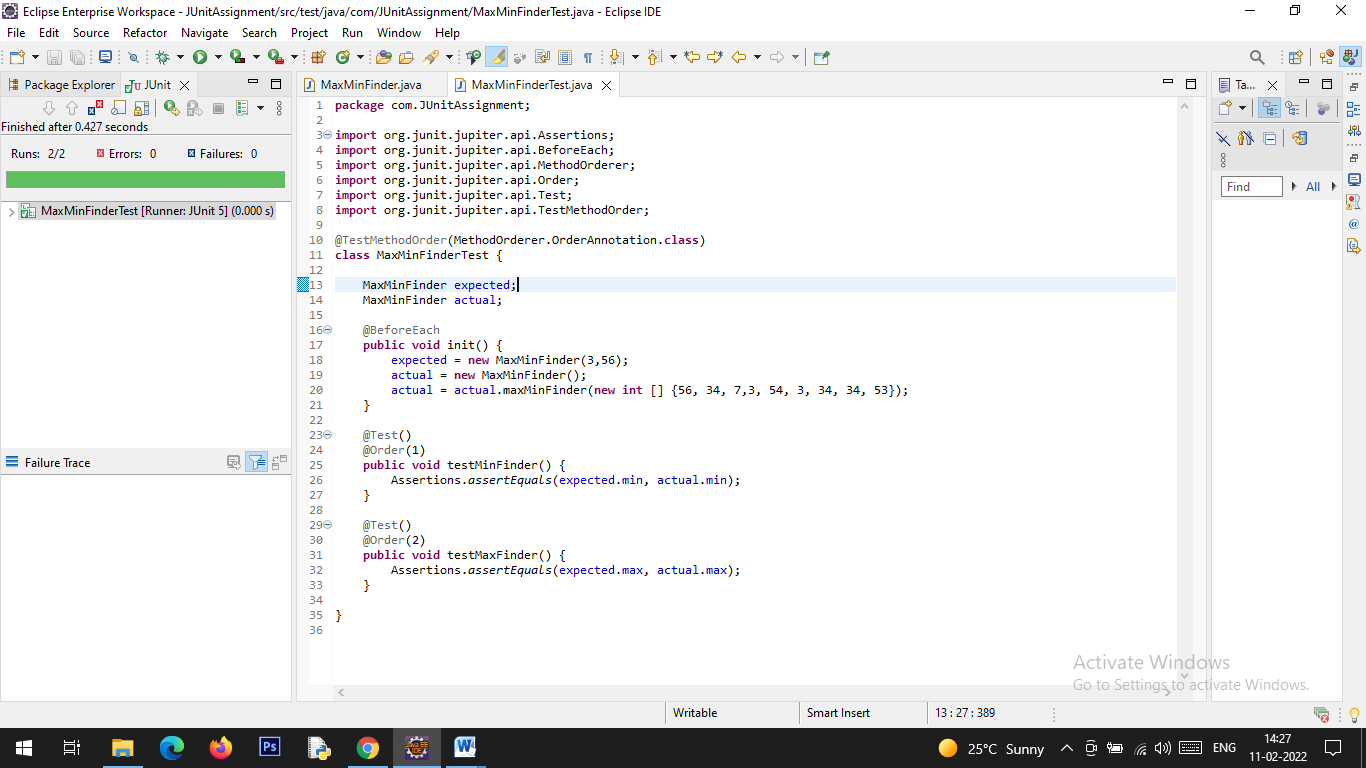 Eclipse Enterprise Workspace - JUnitAssignment/src/test/java/com/JUnitAssignment/MaxMinFinderTest.java - Eclipse IDE
File Edit Source Refactor Navigate Search Project Run Window Help
Package Explorer JUnit
Finished after 0.427 seconds
Runs: 2/2 Errors: 0 Failures: 0
MaxMinFinderTest [Runner: JUnit 5] (0.000 s)
Failure Trace
MaxMinFinder.java MaxMinFinderTest.java
1 package com.JUnitAssignment;
2
3 import org.junit.jupiter.api.Assertions;
4 import org.junit.jupiter.api.BeforeEach;
5 import org.junit.jupiter.api.MethodOrderer;
6 import org.junit.jupiter.api.Order;
7 import org.junit.jupiter.api.Test;
8 import org.junit.jupiter.api.TestMethodOrder;
9
10 @TestMethodOrder(MethodOrderer.OrderAnnotation.class)
11 class MaxMinFinderTest {
12
13 MaxMinFinder expected;
14 MaxMinFinder actual;
15
16 @BeforeEach
17 public void init() {
18 expected = new MaxMinFinder(3,56);
19 actual = new MaxMinFinder();
20 actual = actual.maxMinFinder(new int [] {56, 34, 7,3, 54, 3, 34, 34, 53});
21 }
22
23 @Test()
24 @Order(1)
25 public void testMinFinder() {
26 Assertions.assertEquals(expected.min, actual.min);
27 }
28
29 @Test()
30 @Order(2)
31 public void testMaxFinder() {
32 Assertions.assertEquals(expected.max, actual.max);
33 }
34
35 }
36
Ta...
Find All
Activate Windows
Go to Settings to activate Windows.
Writable Smart Insert 13 : 27 : 389
Ps JAVA EE IDE W 25°C Sunny ENG 14:27
11-02-2022